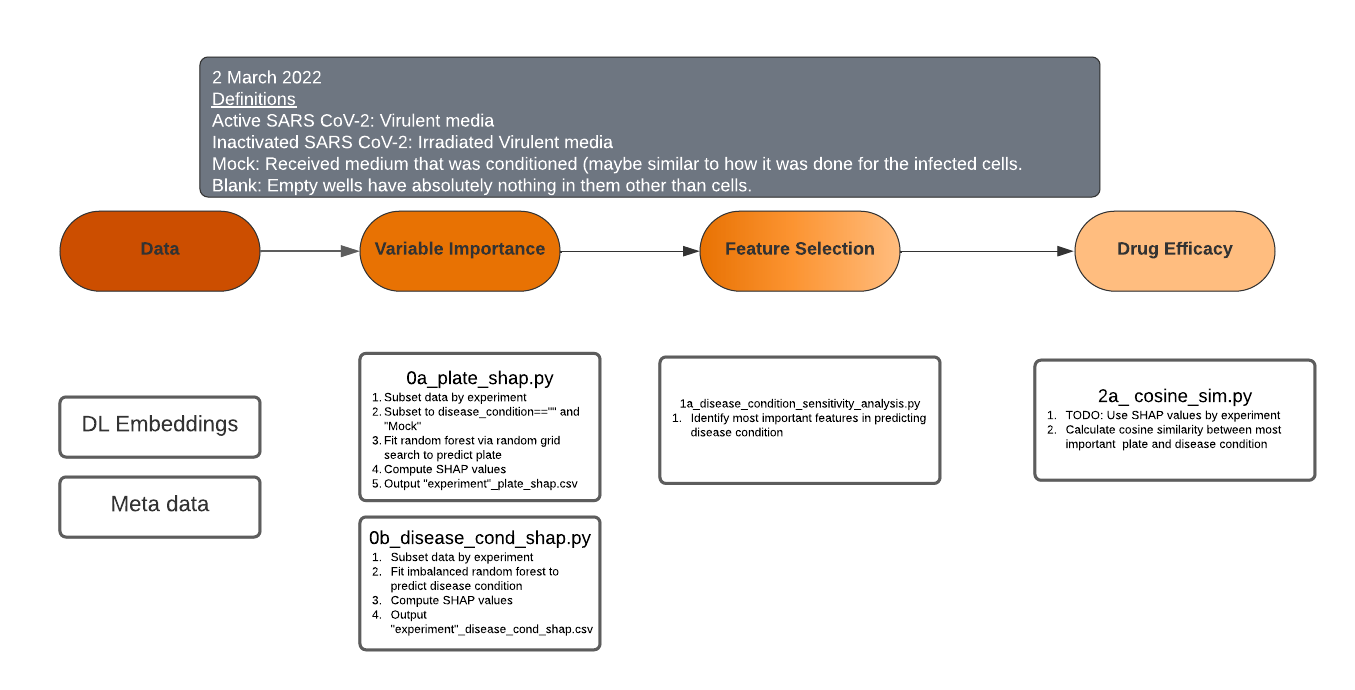 2 March 2022
Definitions
Active SARS CoV-2: Virulent media
Inactivated SARS CoV-2: Irradiated Virulent media
Mock: Received medium that was conditioned (maybe similar to how it was done for the infected cells.
Blank: Empty wells have absolutely nothing in them other than cells.
Data
Variable Importance
Feature Selection
Drug Efficacy
DL Embeddings
Meta data
0a_plate_shap.py
1. Subset data by experiment
2. Subset to disease_condition=="" and
"Mock"
3. Fit random forest via random grid
search to predict plate
4. Compute SHAP values
5. Output "experiment"_plate_shap.csv
0b_disease_cond_shap.py
1. Subset data by experiment
2. Fit imbalanced random forest to
predict disease condition
3. Compute SHAP values
4. Output
"experiment"_disease_cond_shap.csv
1a_disease_condition_sensitivity_analysis.py
1. Identify most important features in predicting
disease condition
2a_ cosine_sim.py
1. TODO: Use SHAP values by experiment
2. Calculate cosine similarity between most
important plate and disease condition